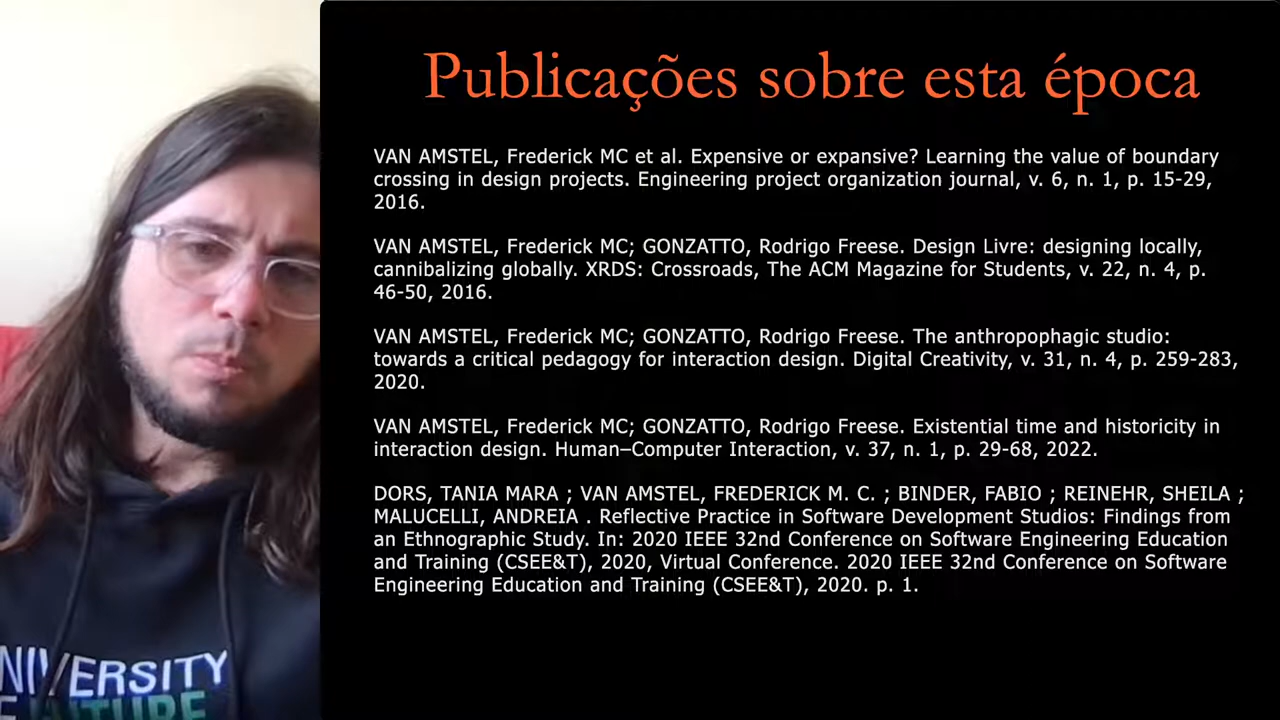 Publicações sobre esta época
VAN AMSTEL, Frederick MC et al. Expensive or expansive? Learning the value of boundary
crossing in design projects. Engineering project organization journal, v. 6, n. 1, p. 15-29,
2016.
VAN AMSTEL, Frederick MC; GONZATTO, Rodrigo Freese. Design Livre: designing locally,
cannibalizing globally. XRDS: Crossroads, The ACM Magazine for Students, v. 22, n. 4, p.
46-50, 2016.
VAN AMSTEL, Frederick MC; GONZATTO, Rodrigo Freese. The anthropophagic studio:
towards a critical pedagogy for interaction design. Digital Creativity, v. 31, n. 4, p. 259-283,
2020.
VAN AMSTEL, Frederick MC; GONZATTO, Rodrigo Freese. Existential time and historicity in
interaction design. Human–Computer Interaction, v. 37, n. 1, p. 29-68, 2022.
DORS, TANIA MARA ; VAN AMSTEL, FREDERICK M. C. ; BINDER, FABIO ; REINEHR, SHEILA ;
MALUCELLI, ANDREIA . Reflective Practice in Software Development Studios: Findings from
an Ethnographic Study. In: 2020 IEEE 32nd Conference on Software Engineering Education
and Training (CSEE&T), 2020, Virtual Conference. 2020 IEEE 32nd Conference on Software
Engineering Education and Training (CSEE&T), 2020. p. 1.
NIVERSITY
FUTURE